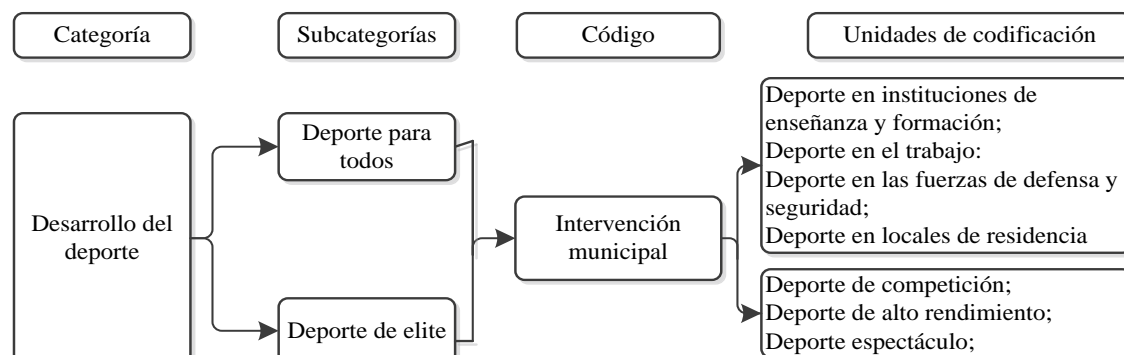 Categoría
Subcategorías
Código
Unidades de codificación
Desarrollo del
deporte
Deporte para
todos
Deporte de elite
Intervención
municipal
Deporte en instituciones de
enseñanza y formación;
Deporte en el trabajo:
Deporte en las fuerzas de defensa y
seguridad;
Deporte en locales de residencia
Deporte de competición;
Deporte de alto rendimiento;
Deporte espectáculo;